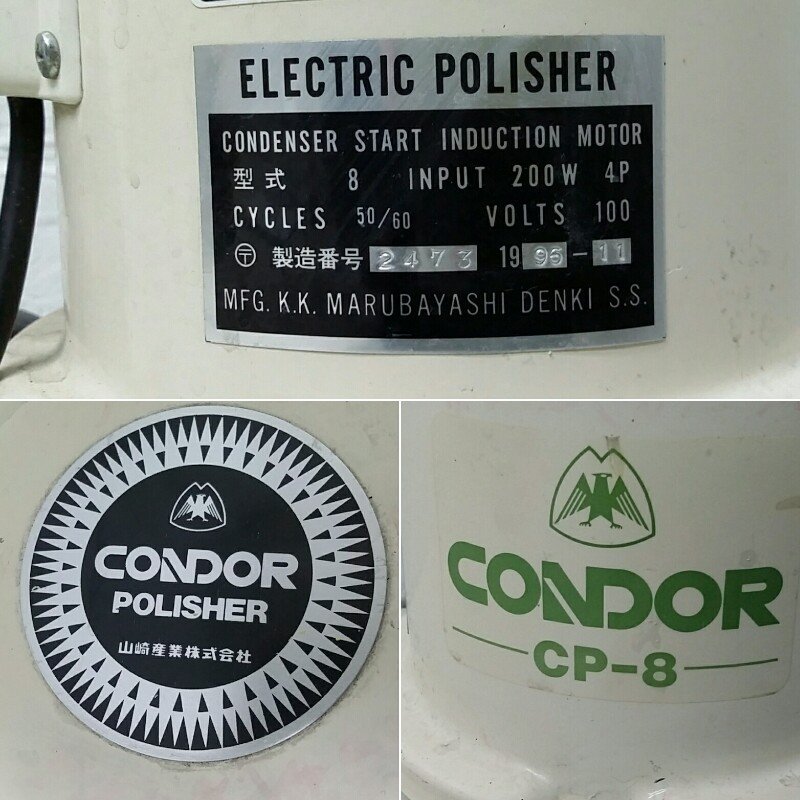 ELECTRIC POLISHER
CONDENSER START INDUCTION MOTOR
型式 8 INPUT 200W 4P
CYCLES 50/60 VOLTS 100
〶 製造番号 2473 1995-11
MFG. K.K. MARUBAYASHI DENKI S.S.
CONDOR
POLISHER
山崎産業株式会社
CONDOR
CP-8